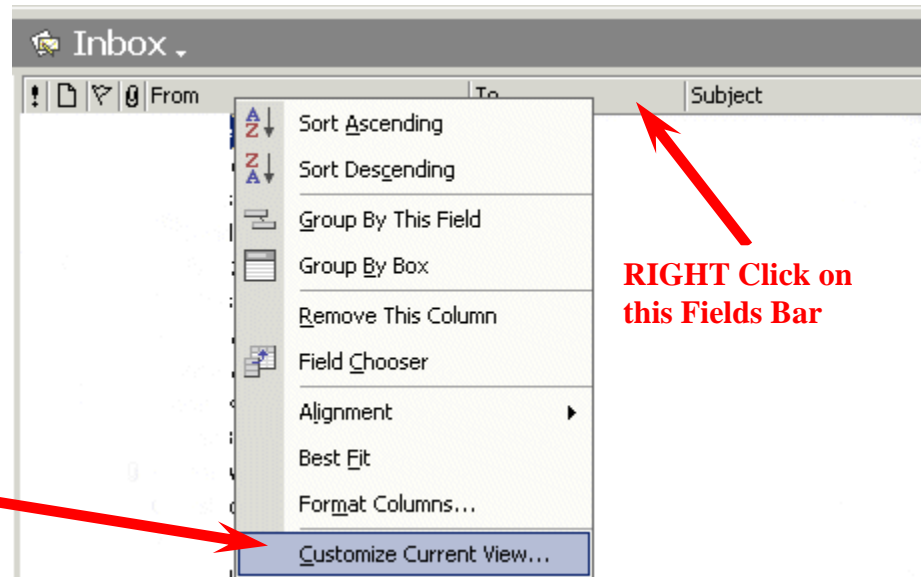 Inbox
! From To Subject
Sort Ascending
Sort Descending
Group By This Field
Group By Box
RIGHT Click on
this Fields Bar
Remove This Column
Field Chooser
Alignment
Best Fit
Format Columns...
Customize Current View...